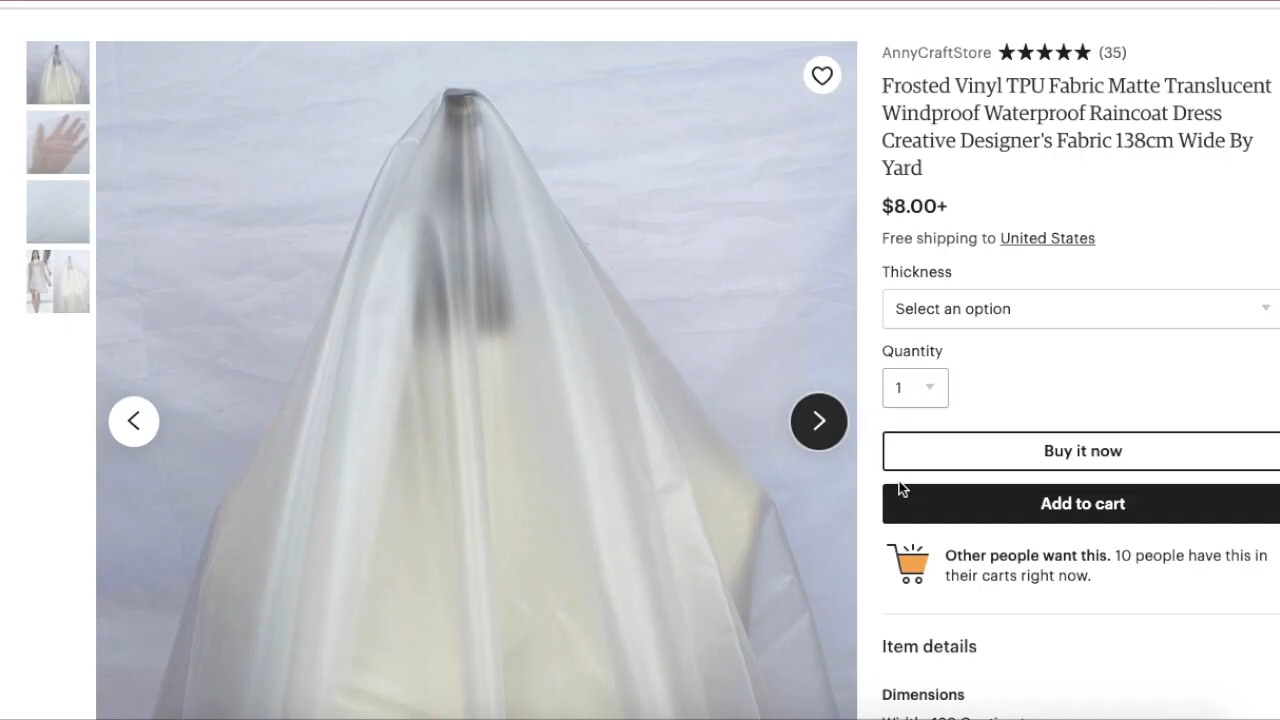 AnnyCraftStore ★★★★★ (35)
Frosted Vinyl TPU Fabric Matte Translucent
Windproof Waterproof Raincoat Dress
Creative Designer's Fabric 138cm Wide By
Yard
$8.00+
Free shipping to United States
Thickness
Select an option
Quantity
1
Buy it now
Add to cart
Other people want this. 10 people have this in
their carts right now.
Item details
Dimensions